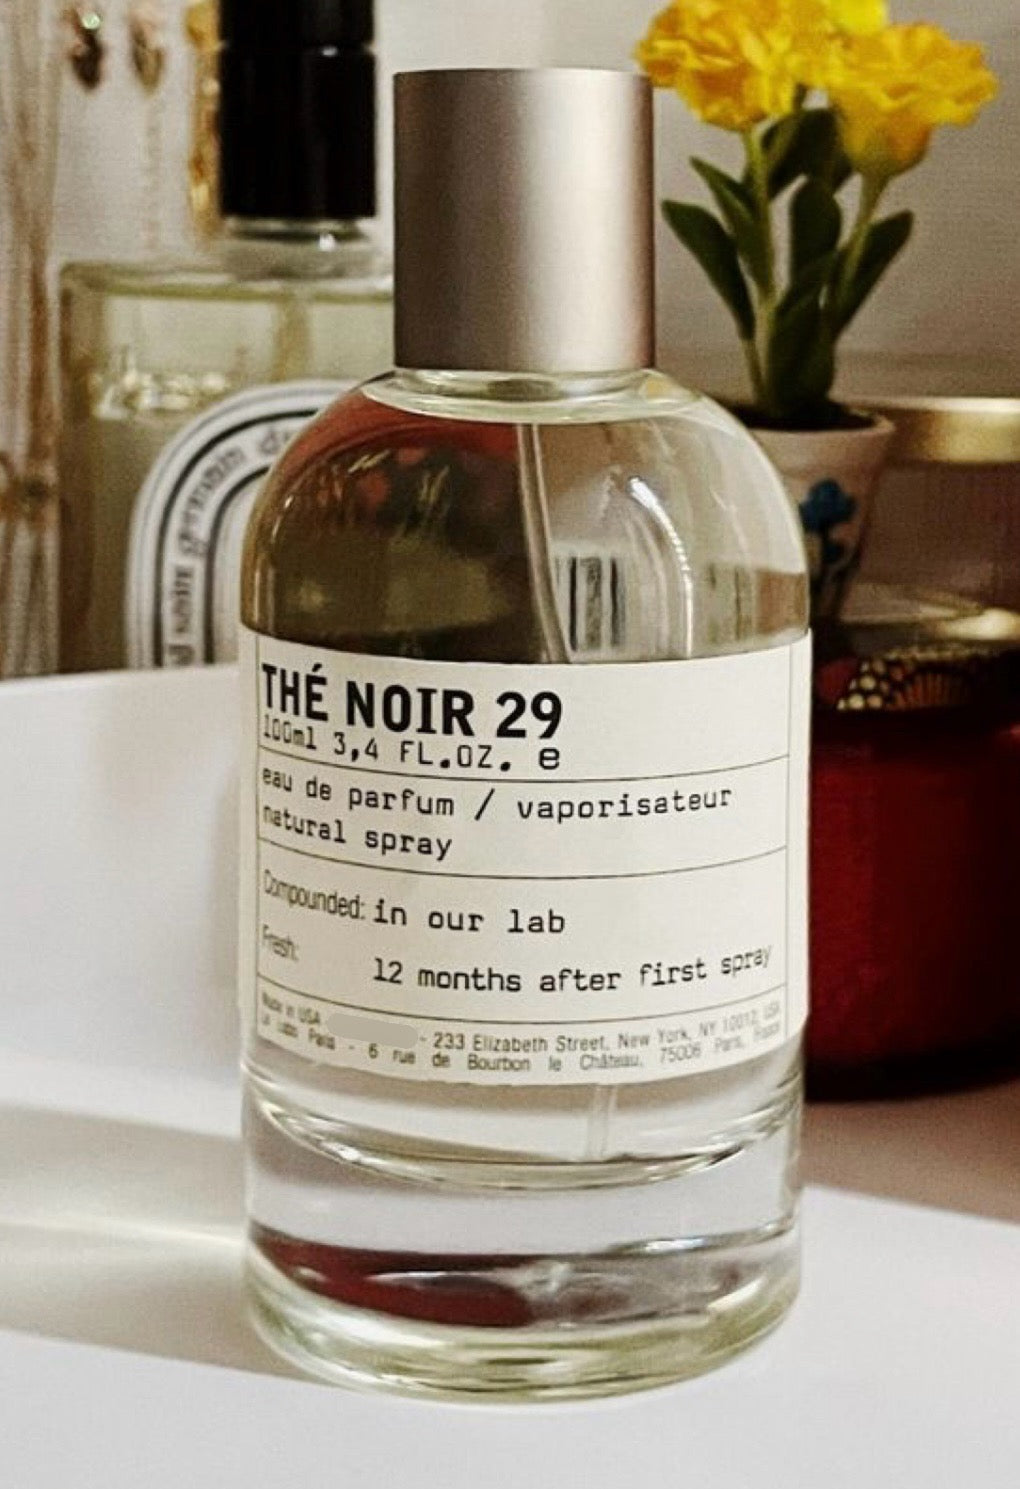 THÉ NOIR 29
100ml 3,4 FL.OZ. e
eau de parfum / vaporisateur
natural spray
Compounded: in our lab
Fresh:
12 months after first spray
Made in USA - 233 Elizabeth Street, New York, NY 10012, USA
Le Labo Paris - 6 rue de Bourbon le Château, 75006 Paris, France